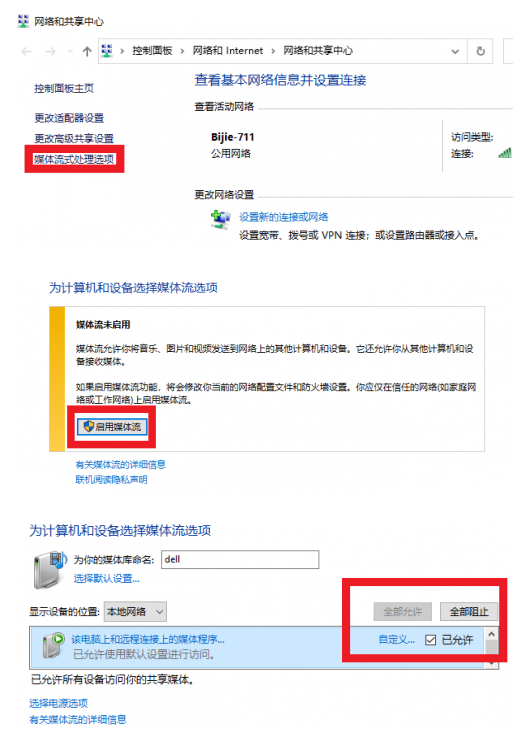 网络和共享中心
控制面板 > 网络和 Internet > 网络和共享中心
控制面板主页
更改适配器设置
更改高级共享设置
媒体流式处理选项
查看基本网络信息并设置连接
查看活动网络
Bijie-711
公用网络
访问类型:
连接:
更改网络设置
设置新的连接或网络
设置宽带、拨号或 VPN 连接；或设置路由器或接入点。
为计算机和设备选择媒体流选项
媒体流未启用
媒体流允许你将音乐、图片和视频发送到网络上的其他计算机和设备。它还允许你从其他计算机和设
备接收媒体。
如果启用媒体流功能，将会修改你当前的网络配置文件和防火墙设置。你应仅在信任的网络(如家庭网
络或工作网络)上启用媒体流。
启用媒体流
有关媒体流的详细信息
联机阅读隐私声明
为计算机和设备选择媒体流选项
为你的媒体库命名: dell
选择默认设置...
显示设备的位置: 本地网络 全部允许 全部阻止
该电脑上和远程连接上的媒体程序... 自定义... 已允许
已允许使用默认设置进行访问。
已允许所有设备访问你的共享媒体。
选择电源选项
有关媒体流的详细信息